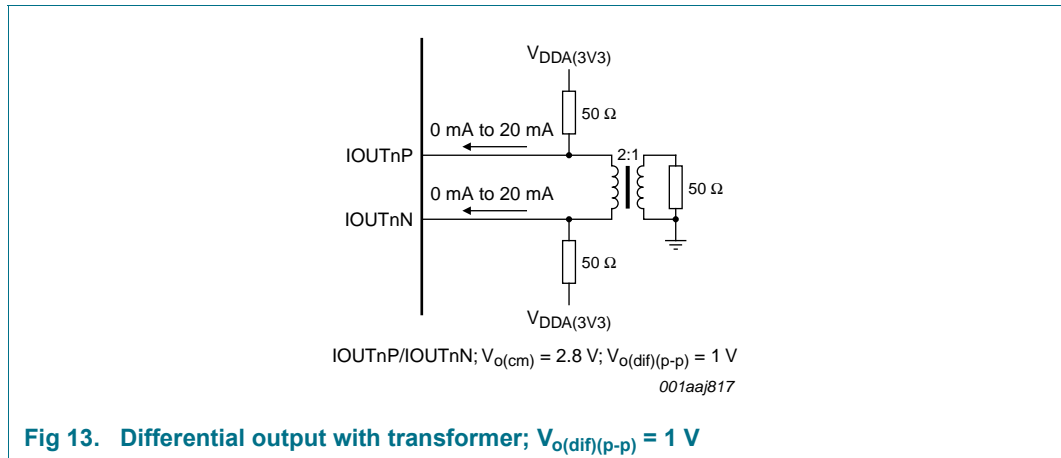 VDDA(3V3)
50 Ω
0 mA to 20 mA
IOUTnP
2:1
50 Ω
0 mA to 20 mA
IOUTnN
50 Ω
VDDA(3V3)
IOUTnP/IOUTnN; Vo(cm) = 2.8 V; Vo(dif)(p-p) = 1 V
001aaj817
Fig 13. Differential output with transformer; Vo(dif)(p-p) = 1 V